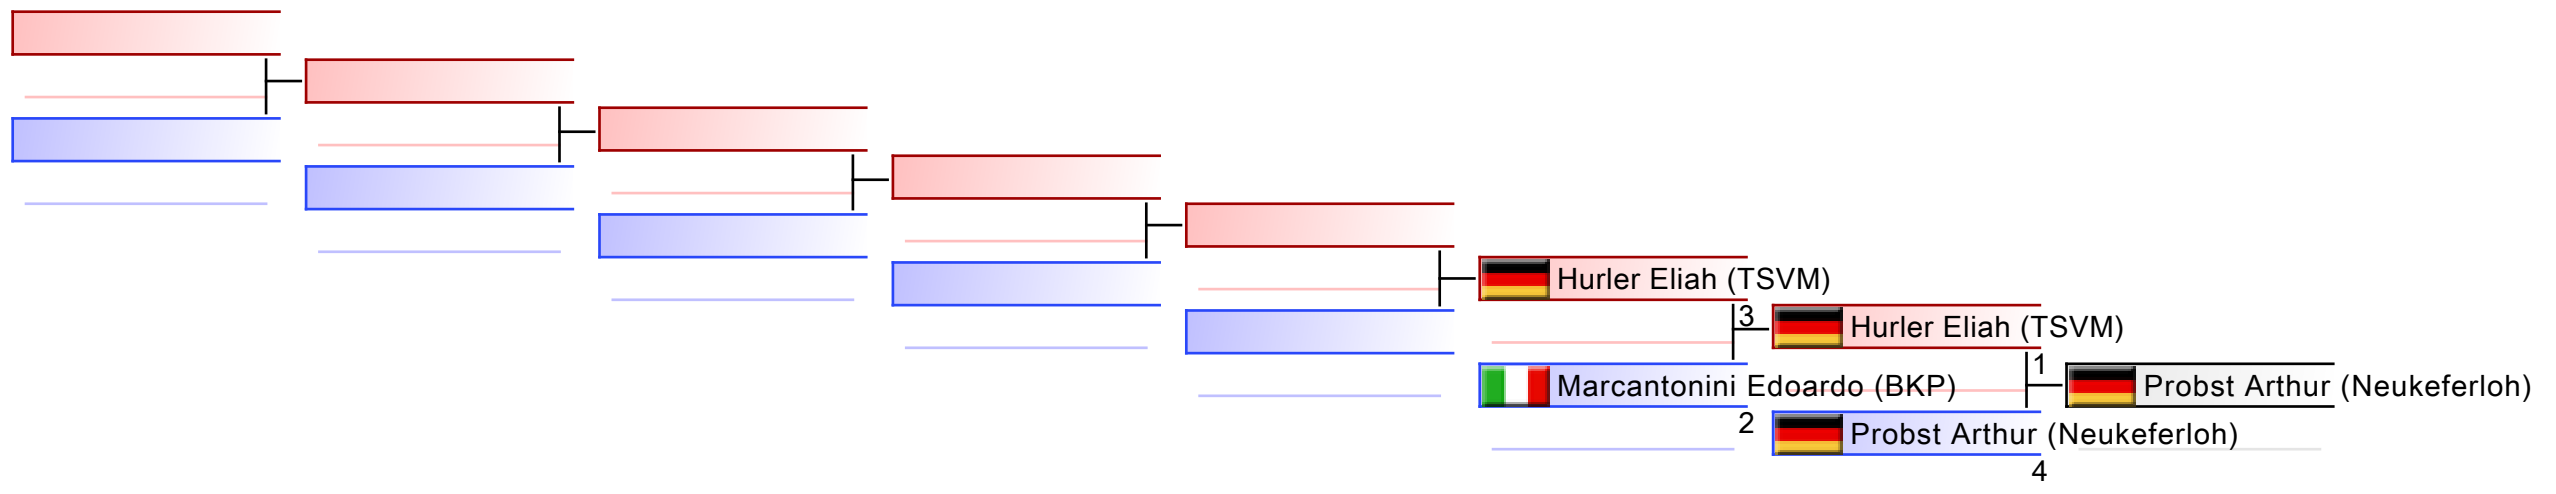 Hurler Eliah (TSVM)
3
Hurler Eliah (TSVM)
1
Marcantonini Edoardo (BKP)
Probst Arthur (Neukeferloh)
2
Probst Arthur (Neukeferloh)
4